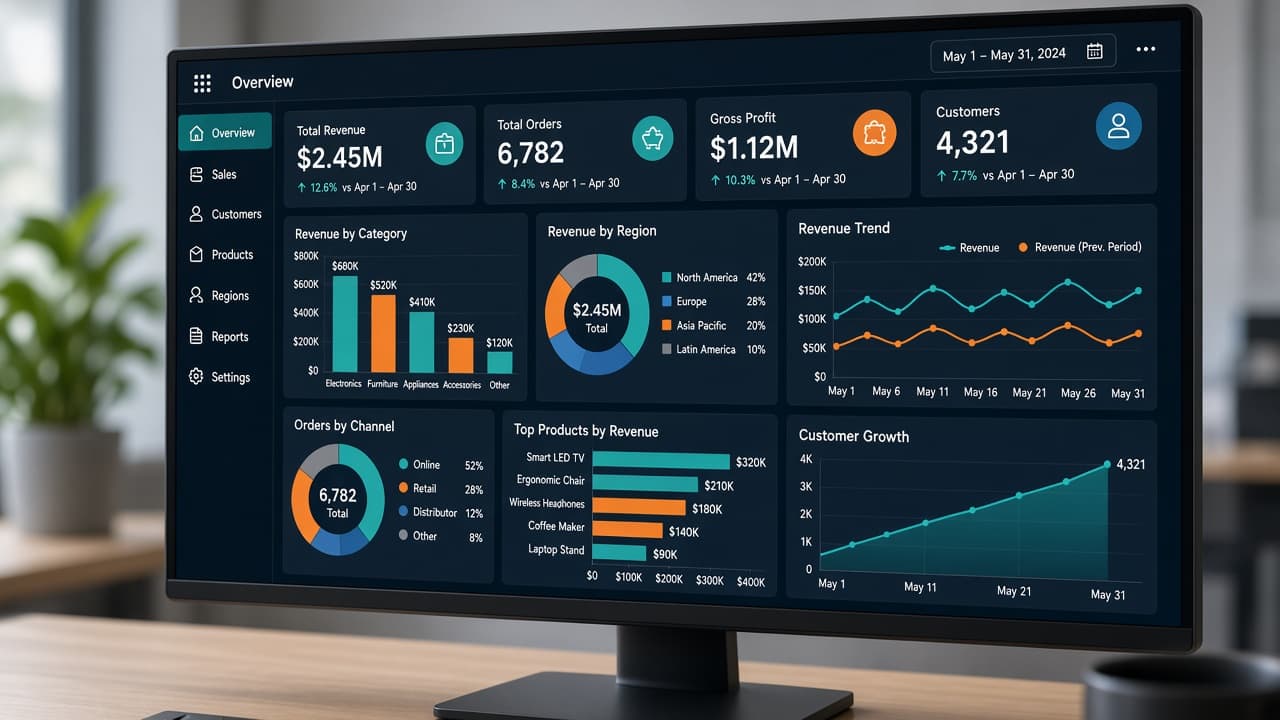 Overview
May 1 – May 31, 2024
Overview
Sales
Customers
Products
Regions
Reports
Settings
Total Revenue
$2.45M
↑ 12.6% vs Apr 1 – Apr 30
Total Orders
6,782
↑ 8.4% vs Apr 1 – Apr 30
Gross Profit
$1.12M
↑ 10.3% vs Apr 1 – Apr 30
Customers
4,321
↑ 7.7% vs Apr 1 – Apr 30
Revenue by Category
$800K
$600K
$400K
$200K
$0
$680K
$520K
$410K
$230K
$120K
Electronics Furniture Appliances Accessories Other
Revenue by Region
$2.45M
Total
North America 42%
Europe 28%
Asia Pacific 20%
Latin America 10%
Revenue Trend
Revenue Revenue (Prev. Period)
$200K
$150K
$100K
$50K
$0
May 1 May 6 May 11 May 16 May 21 May 26 May 31
Orders by Channel
6,782
Total
Online 52%
Retail 28%
Distributor 12%
Other 8%
Top Products by Revenue
Smart LED TV $320K
Ergonomic Chair $210K
Wireless Headphones $180K
Coffee Maker $140K
Laptop Stand $90K
$0 $100K $200K $300K $400K
Customer Growth
4K
3K
2K
1K
0
4,321
May 1 May 11 May 21 May 31